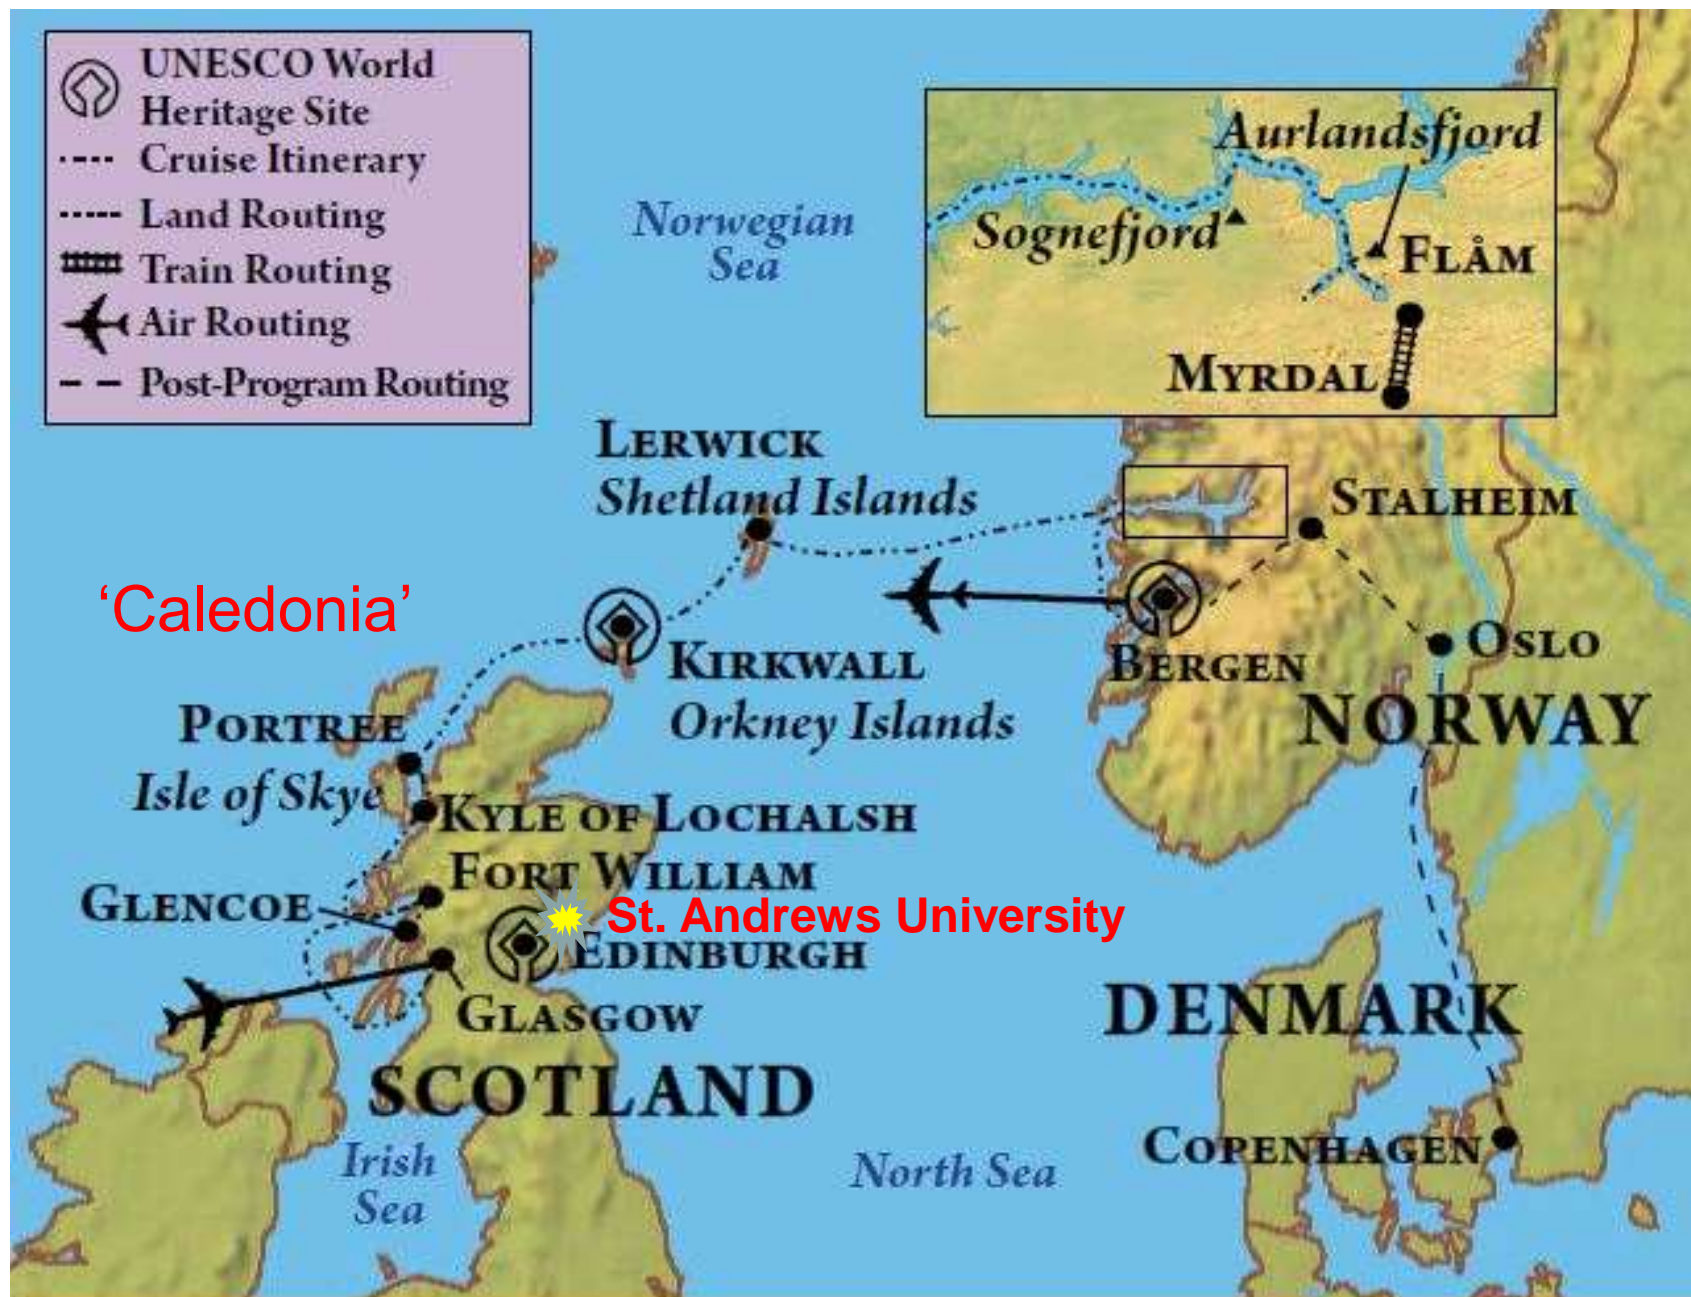 UNESCO World
Heritage Site
Cruise Itinerary
Land Routing
Train Routing
Air Routing
Post-Program Routing
Norwegian
Sea
Aurlandsfjord
Sognefjord
FLÅM
MYRDAL
LERWICK
Shetland Islands
STALHEIM
‘Caledonia’
KIRKWALL
Orkney Islands
BERGEN
OSLO
NORWAY
PORTREE
Isle of Skye
KYLE OF LOCHALSH
FORT WILLIAM
GLENCOE
St. Andrews University
EDINBURGH
GLASGOW
DENMARK
SCOTLAND
COPENHAGEN
Irish
Sea
North Sea